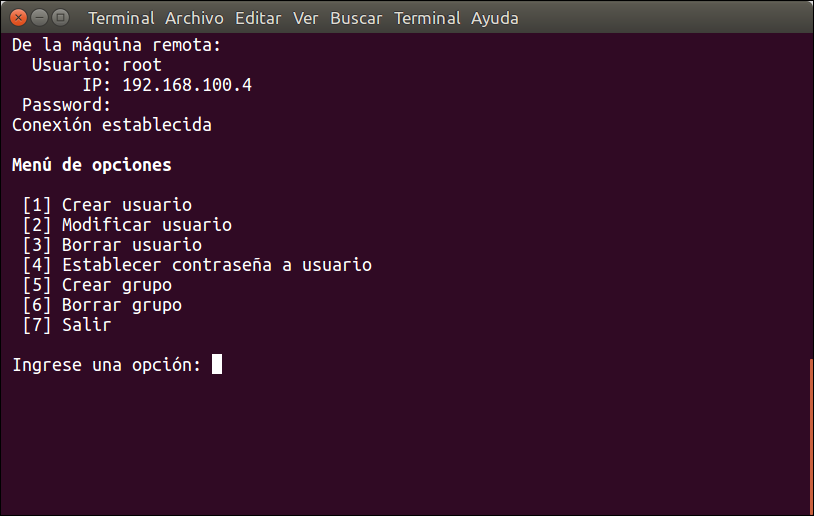 Terminal Archivo Editar Ver Buscar Terminal Ayuda
De la máquina remota:
  Usuario: root
       IP: 192.168.100.4
 Password:
Conexión establecida
Menú de opciones
 [1] Crear usuario
 [2] Modificar usuario
 [3] Borrar usuario
 [4] Establecer contraseña a usuario
 [5] Crear grupo
 [6] Borrar grupo
 [7] Salir
Ingrese una opción: